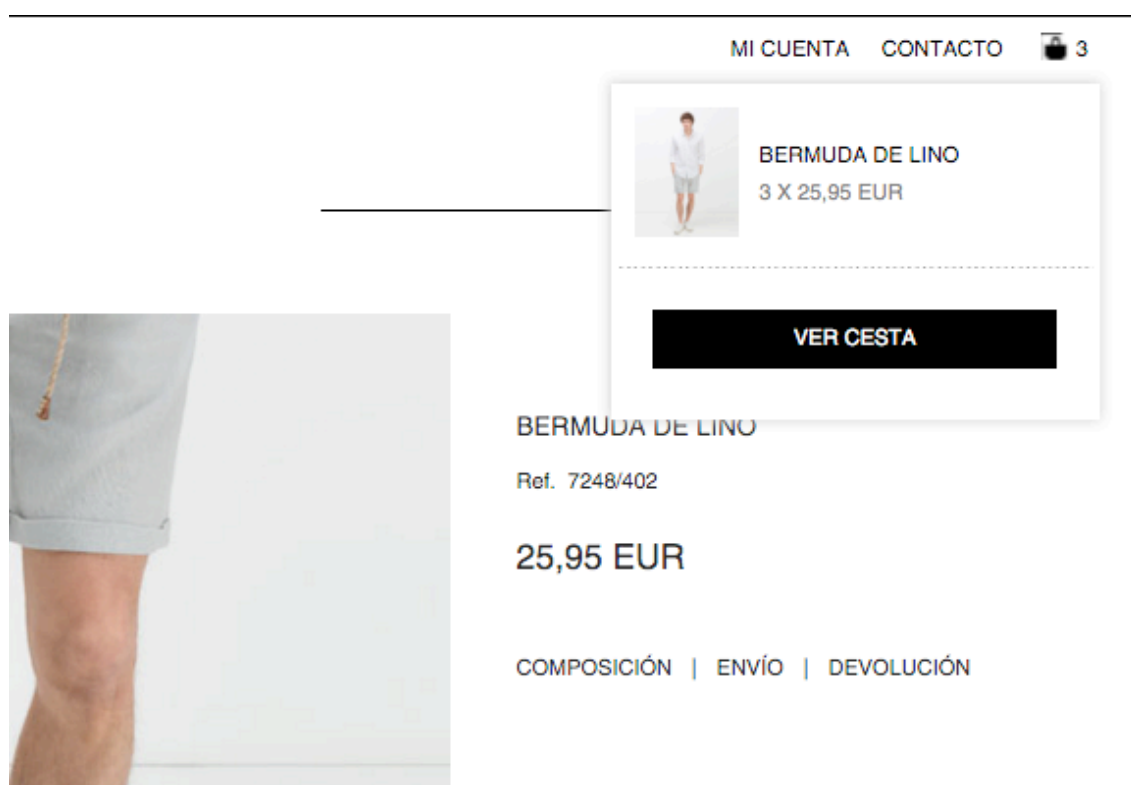 MI CUENTA CONTACTO 3
BERMUDA DE LINO
3 X 25,95 EUR
VER CESTA
BERMUDA DE LINO
Ref. 7248/402
25,95 EUR
COMPOSICIÓN | ENVÍO | DEVOLUCIÓN